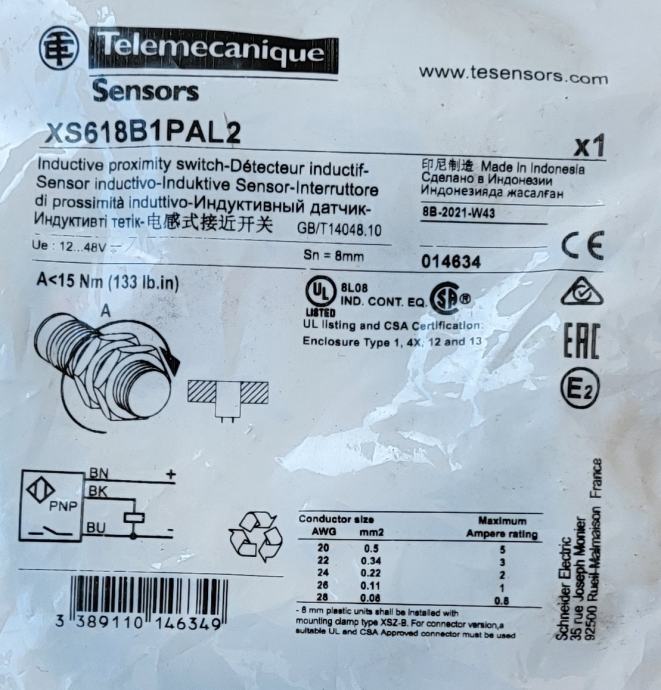 Telemecanique
Sensors
www.tesensors.com
XS618B1PAL2
x1
Inductive proximity switch-Détecteur inductif-
Sensor inductivo-Induktive Sensor-Interruttore
di prossimità induttivo-Индуктивный датчик-
Индуктивті тетік-电感式接近开关 GB/T14048.10
印尼制造 Made in Indonesia
Сделано в Индонезии
Индонезияда жасалған
8B-2021-W43
Ue : 12...48V
Sn = 8mm
014634
CE
A<15 Nm (133 lb.in)
A
UL
LISTED
8L08
IND. CONT. EQ.
SA ®
UL listing and CSA Certification:
Enclosure Type 1, 4X, 12 and 13
EAC
E2
BN +
BK
PNP
BU -
Conductor size Maximum
AWG mm2 Ampere rating
20 0.5 5
22 0.34 3
24 0.22 2
26 0.11 1
28 0.08 0.8
- 8 mm plastic units shall be installed with
mounting clamp type XSZ-B. For connector version,a
suitable UL and CSA Approved connector must be used
3 389110 146349
Schneider Electric
35 rue Joseph Monier
92500 Rueil-Malmaison France